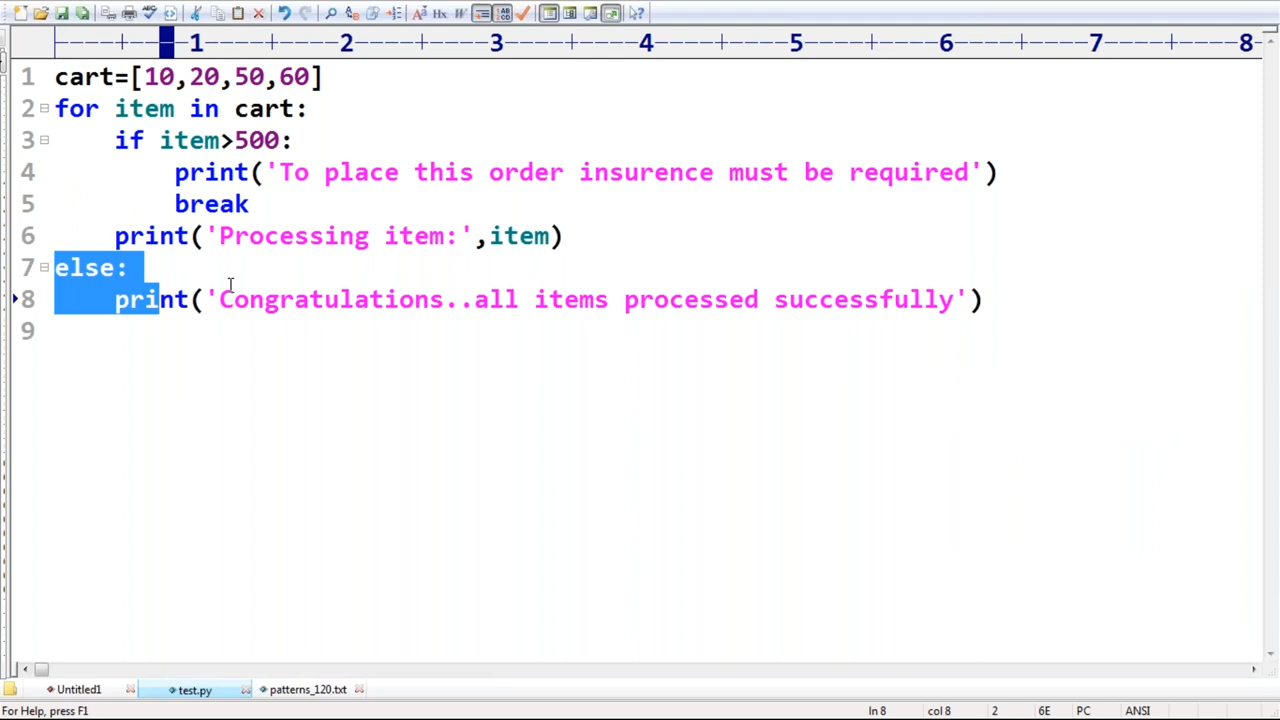 1 2 3 4 5 6 7 8
1 cart=[10,20,50,60]
2 for item in cart:
3 if item>500:
4 print('To place this order insurence must be required')
5 break
6 print('Processing item:',item)
7 else:
8 print('Congratulations..all items processed successfully')
9
Untitled1 test.py patterns_120.txt
For Help, press F1 ln 8 col 8 2 6E PC ANSI